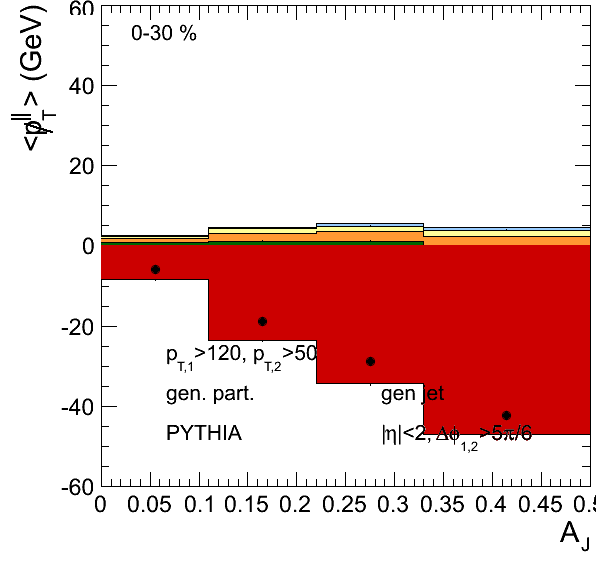 60
40
20
0
-20
-40
-60
<p̸_T^∥> (GeV)
0-30 %
p_T,1>120, p_T,2>50
gen. part. gen jet
PYTHIA |η|<2, Δϕ_1,2>5π/6
0 0.05 0.1 0.15 0.2 0.25 0.3 0.35 0.4 0.45 0.5
A_J